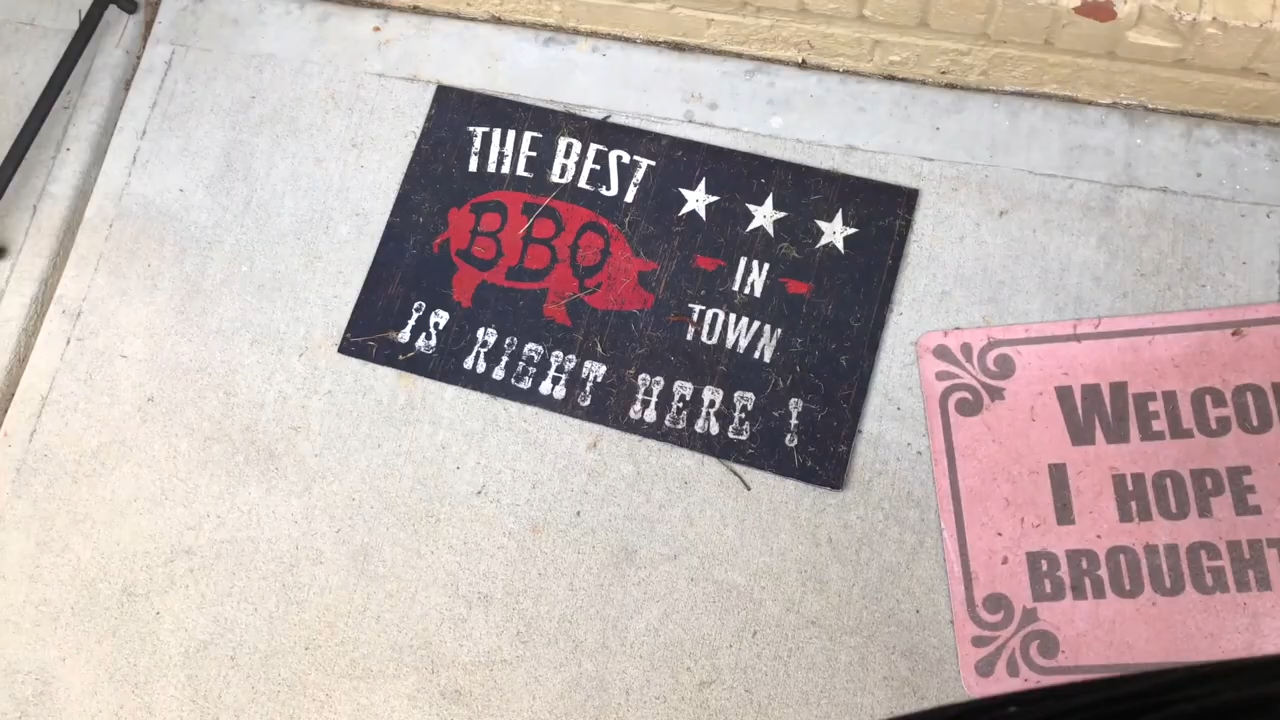 THE BEST
BBQ
IN
TOWN
IS RIGHT HERE !
WELCO
I HOPE
BROUGHT